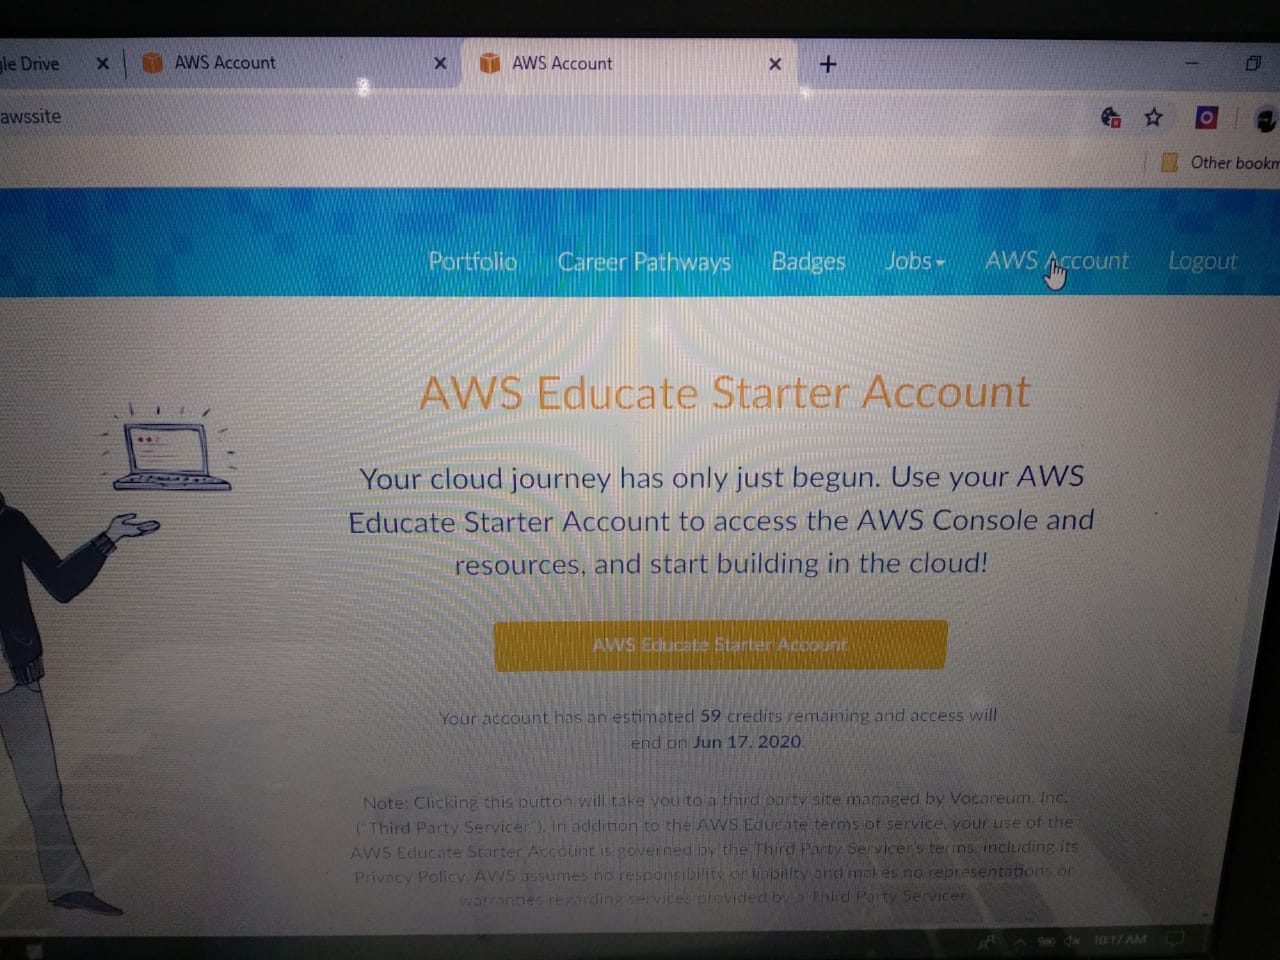 le Drive
AWS Account
AWS Account
awssite
Other bookm
Portfolio Career Pathways Badges Jobs AWS Account Logout
AWS Educate Starter Account
Your cloud journey has only just begun. Use your AWS
Educate Starter Account to access the AWS Console and
resources, and start building in the cloud!
AWS Educate Starter Account
Your account has an estimated 59 credits remaining and access will
end on Jun 17, 2020.
Note: Clicking this button will take you to a third party site managed by Vocareum, Inc.
("Third Party Servicer"). In addition to the AWS Educate terms of service, your use of the
AWS Educate Starter Account is governed by the Third Party Servicer's terms, including its
Privacy Policy. AWS assumes no responsibility or liability and makes no representations or
warranties regarding services provided by a Third Party Servicer.
10:17 AM